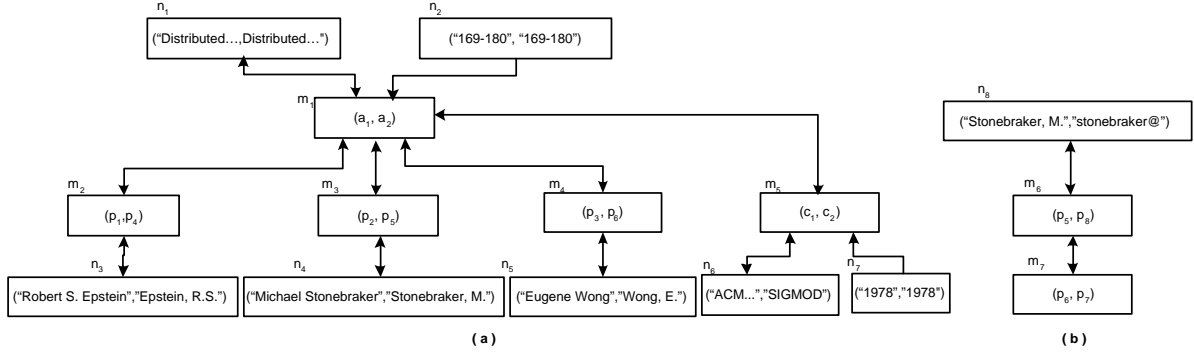 n1
("Distributed…,Distributed…")
n2
("169-180", "169-180")
m1
(a1, a2)
m2
(p1,p4)
m3
(p2, p5)
m4
(p3, p6)
m5
(c1, c2)
n3
("Robert S. Epstein","Epstein, R.S.")
n4
("Michael Stonebraker","Stonebraker, M.")
n5
("Eugene Wong","Wong, E.")
n6
("ACM...","SIGMOD")
n7
("1978","1978")
( a )
n8
("Stonebraker, M.","stonebraker@")
m6
(p5, p8)
m7
(p6, p7)
( b )